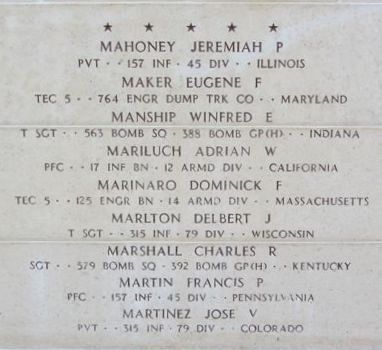 MAHONEY JEREMIAH P
PVT · · 157 INF · 45 DIV · · ILLINOIS
MAKER EUGENE F
TEC 5 · · 764 ENGR DUMP TRK CO · · MARYLAND
MANSHIP WINFRED E
T SGT · · 563 BOMB SQ · 388 BOMB GP(H) · · INDIANA
MARILUCH ADRIAN W
PFC · · 17 INF BN · 12 ARMD DIV · · CALIFORNIA
MARINARO DOMINICK F
TEC 5 · · 125 ENGR BN · 14 ARMD DIV · · MASSACHUSETTS
MARLTON DELBERT J
T SGT · · 315 INF · 79 DIV · · WISCONSIN
MARSHALL CHARLES R
SGT · · 579 BOMB SQ · 392 BOMB GP(H) · · KENTUCKY
MARTIN FRANCIS P
PFC · · 157 INF · 45 DIV · · PENNSYLVANIA
MARTINEZ JOSE V
PVT · · 315 INF · 79 DIV · · COLORADO